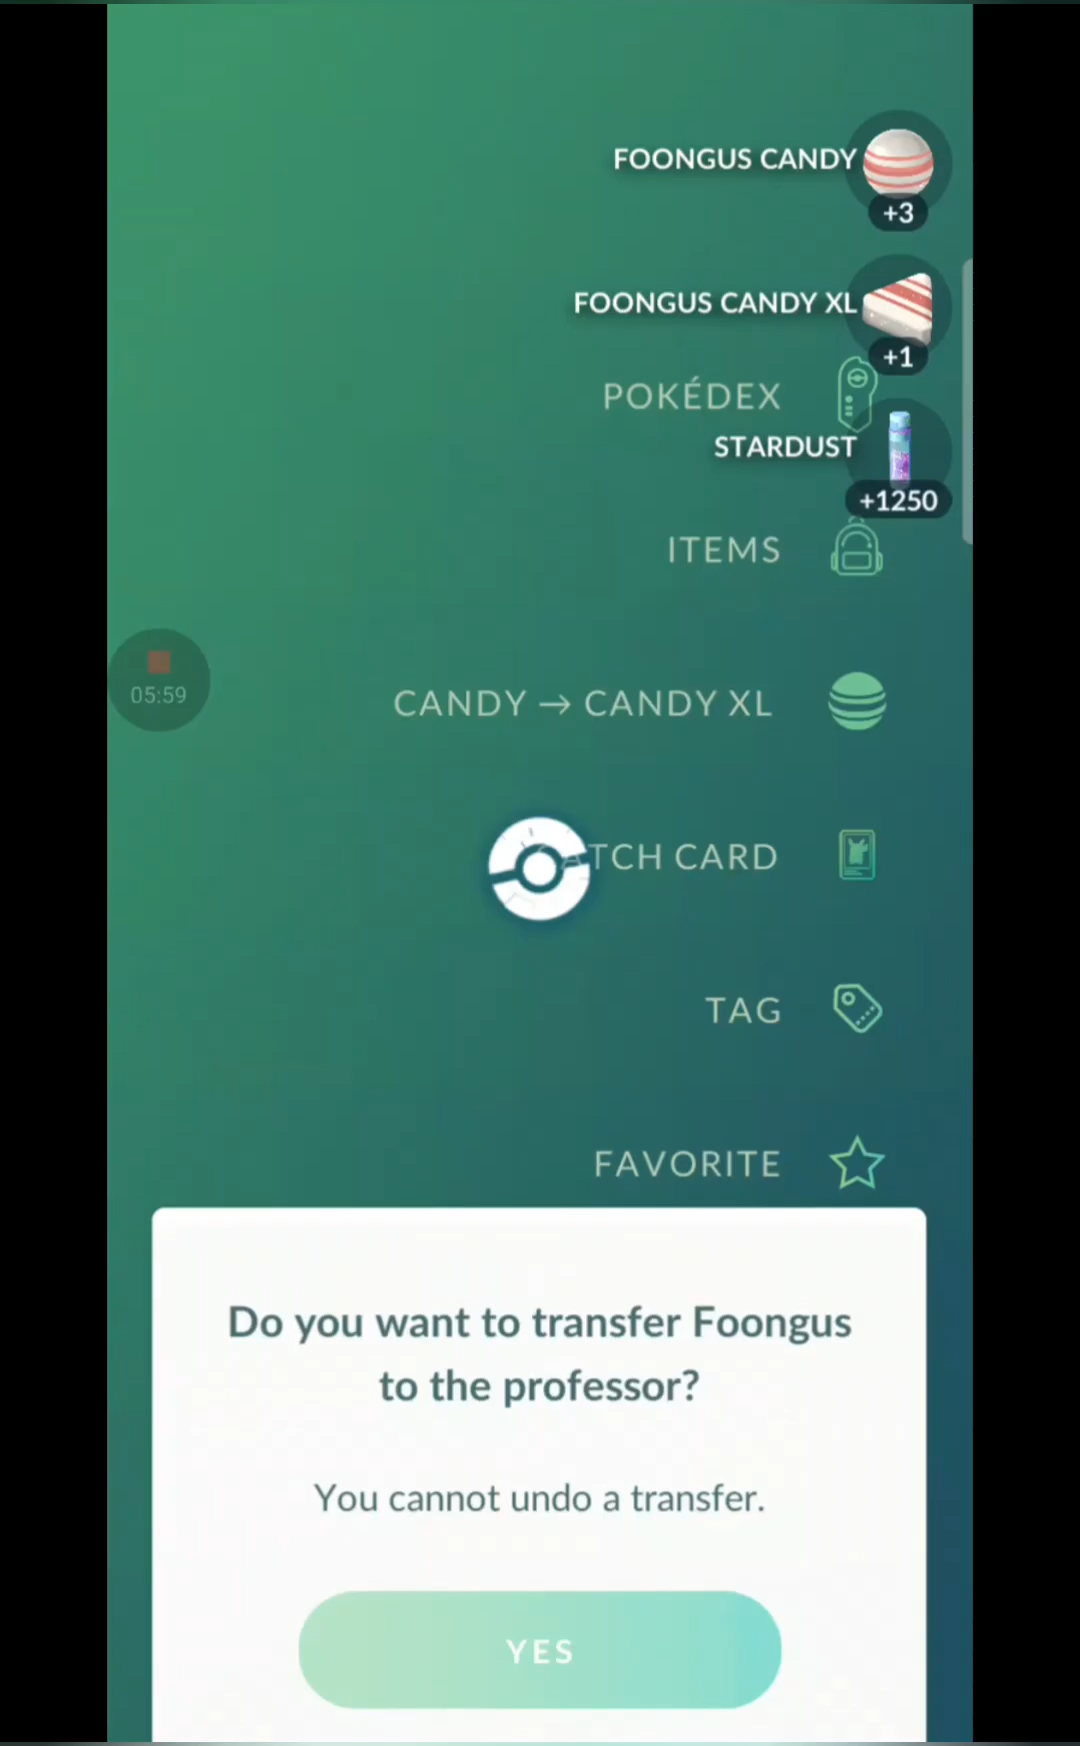 FOONGUS CANDY
+3
FOONGUS CANDY XL
+1
POKÉDEX
STARDUST
+1250
ITEMS
05:59
CANDY → CANDY XL
TCH CARD
TAG
FAVORITE
Do you want to transfer Foongus
to the professor?
You cannot undo a transfer.
YES